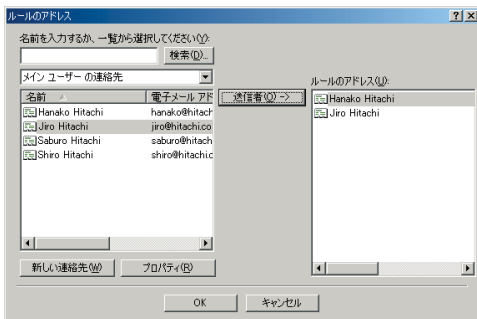 ルールのアドレス
名前を入力するか、一覧から選択してください(Y):
検索(D)...
メイン ユーザー の連絡先
ルールのアドレス(U):
名前
電子メール アド
送信者(O) ->
Hanako Hitachi hanako@hitach
Jiro Hitachi jiro@hitachi.co
Saburo Hitachi saburo@hitach
Shiro Hitachi shiro@hitachi.c
Hanako Hitachi
Jiro Hitachi
新しい連絡先(W)
プロパティ(R)
OK
キャンセル